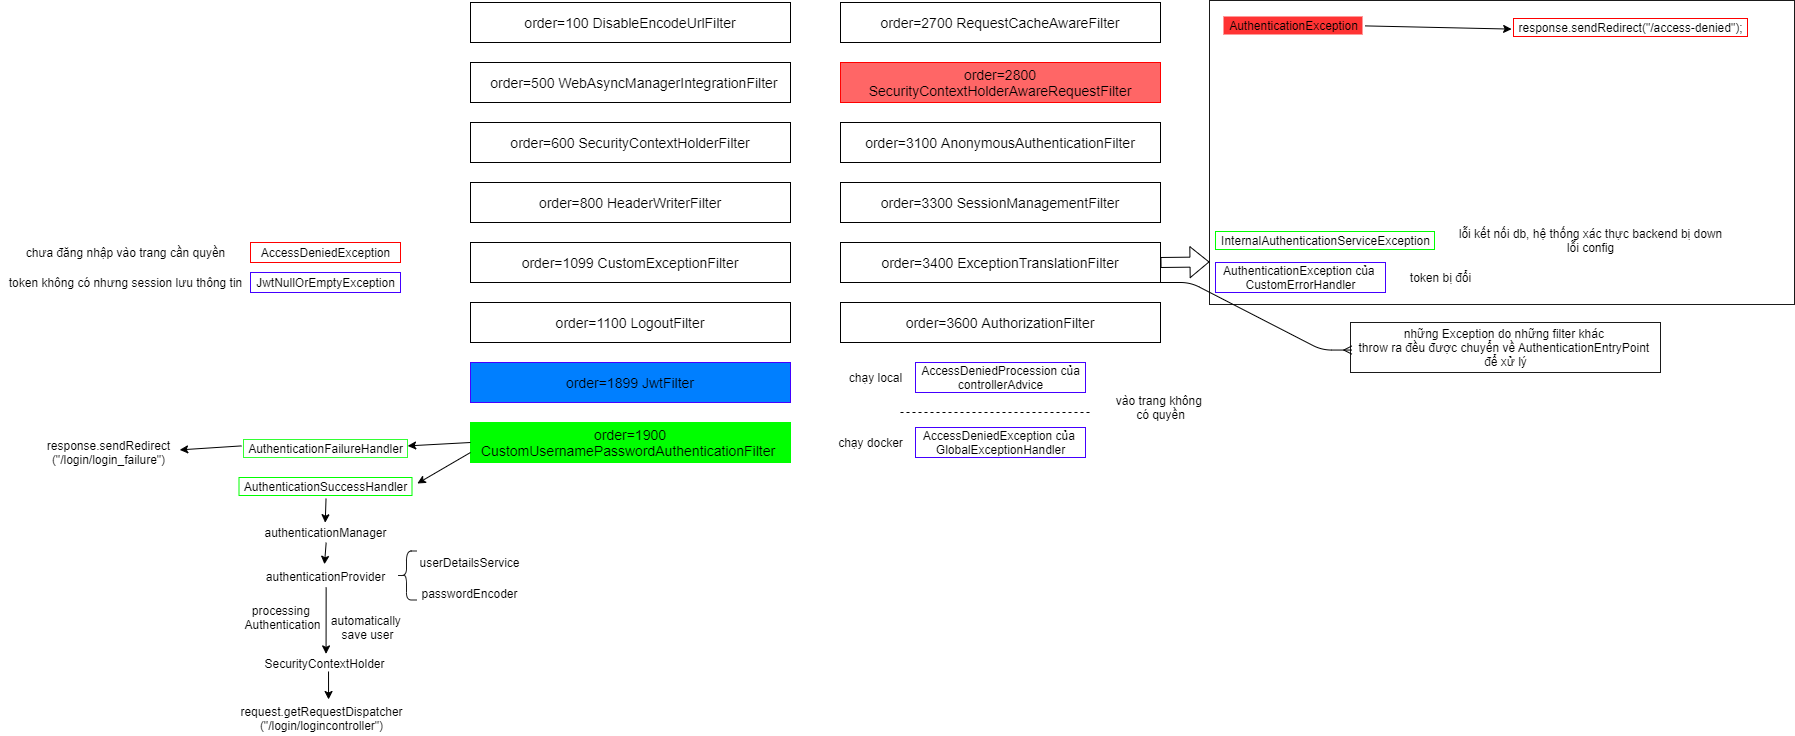 order=100 DisableEncodeUrlFilter
order=500 WebAsyncManagerIntegrationFilter
order=600 SecurityContextHolderFilter
order=800 HeaderWriterFilter
chưa đăng nhập vào trang cần quyền
AccessDeniedException
token không có nhưng session lưu thông tin
JwtNullOrEmptyException
order=1099 CustomExceptionFilter
order=1100 LogoutFilter
order=1899 JwtFilter
order=1900
CustomUsernamePasswordAuthenticationFilter
response.sendRedirect
("/login/login_failure")
AuthenticationFailureHandler
AuthenticationSuccessHandler
authenticationManager
authenticationProvider
userDetailsService
passwordEncoder
processing
Authentication
automatically
save user
SecurityContextHolder
request.getRequestDispatcher
("/login/logincontroller")
order=2700 RequestCacheAwareFilter
order=2800
SecurityContextHolderAwareRequestFilter
order=3100 AnonymousAuthenticationFilter
order=3300 SessionManagementFilter
order=3400 ExceptionTranslationFilter
order=3600 AuthorizationFilter
chạy local
AccessDeniedProcession của
controllerAdvice
vào trang không
có quyền
chạy docker
AccessDeniedException của
GlobalExceptionHandler
AuthenticationException
response.sendRedirect("/access-denied");
InternalAuthenticationServiceException
lỗi kết nối db, hệ thống xác thực backend bị down
lỗi config
AuthenticationException của
CustomErrorHandler
token bị đổi
những Exception do những filter khác
throw ra đều được chuyển về AuthenticationEntryPoint
để xử lý